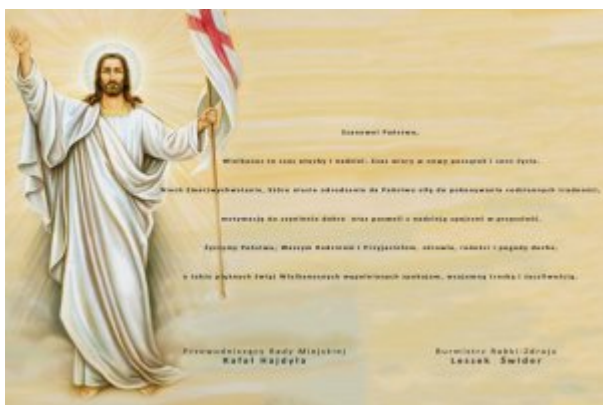 Szanowni Państwo,
Wielkanoc to czas otuchy i nadziei. Czas wiary w nowy początek i sens życia.
Niech Zmartwychwstanie, które niesie odrodzenie da Państwu siłę do pokonywania codziennych trudności,
motywację do czynienia dobra oraz pozwoli z nadzieją spojrzeć w przyszłość.
Życzymy Państwu, Waszym Rodzinom i Przyjaciołom, zdrowia, radości i pogody ducha,
a także pięknych Świąt Wielkanocnych wypełnionych spokojem, wzajemną troską i życzliwością.
Przewodniczący Rady Miejskiej
Rafał Hajdyła
Burmistrz Rabki-Zdroju
Leszek Świder